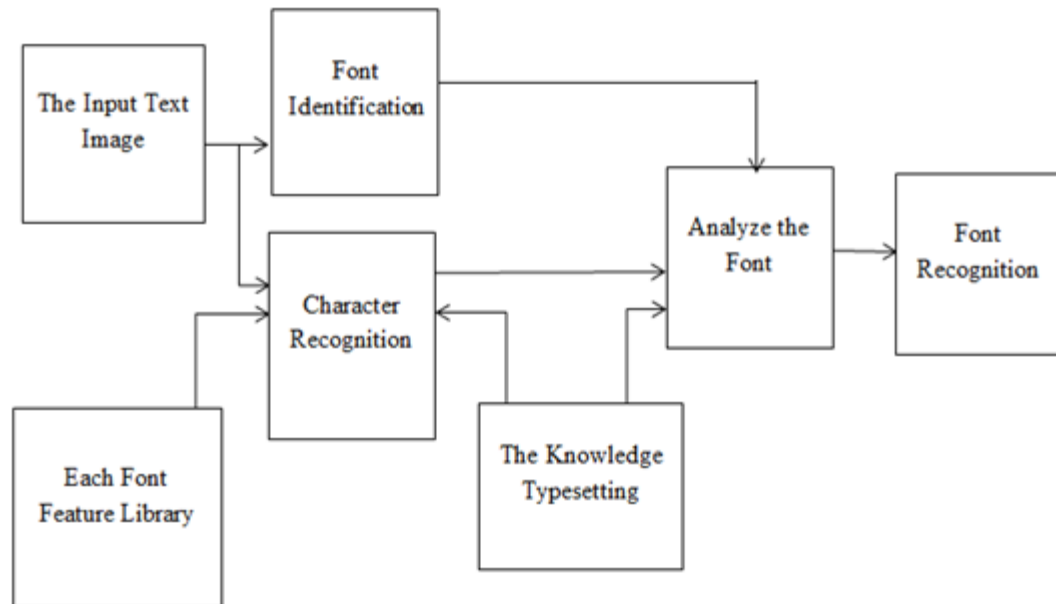 The Input Text
Image
Font
Identification
Character
Recognition
Analyze the
Font
Font
Recognition
Each Font
Feature Library
The Knowledge
Typesetting